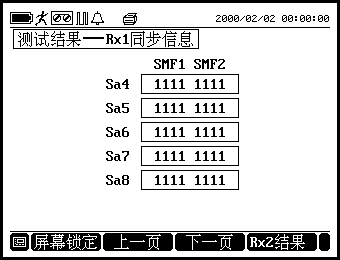 2000/02/02 00:00:00
测试结果——Rx1同步信息
SMF1 SMF2
Sa4 1111 1111
Sa5 1111 1111
Sa6 1111 1111
Sa7 1111 1111
Sa8 1111 1111
屏幕锁定 上一页 下一页 Rx2结果